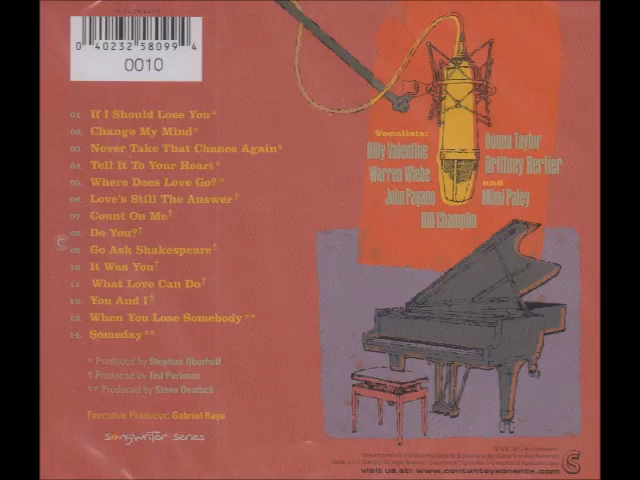 0 40232 58099 4
0010
01. If I Should Lose You*
02. Change My Mind*
03. Never Take That Chance Again*
04. Tell It To Your Heart*
05. Where Does Love Go?*
06. Love's Still The Answer†
07. Count On Me†
08. Do You?†
09. Go Ask Shakespeare†
10. It Was You†
11. What Love Can Do†
12. You And I†
13. When You Lose Somebody**
14. Someday**
* Produced by Stephan Oberhoff
† Produced by Ted Perlman
** Produced by Steve Deutsch
Executive Producer: Gabriel Raya
songwriter series
Vocalists:
Billy Valentine
Warren Wiebe
John Pagano
Bill Champlin
Donna Taylor
Brittney Bertier
and
Mimi Paley
visit us at: